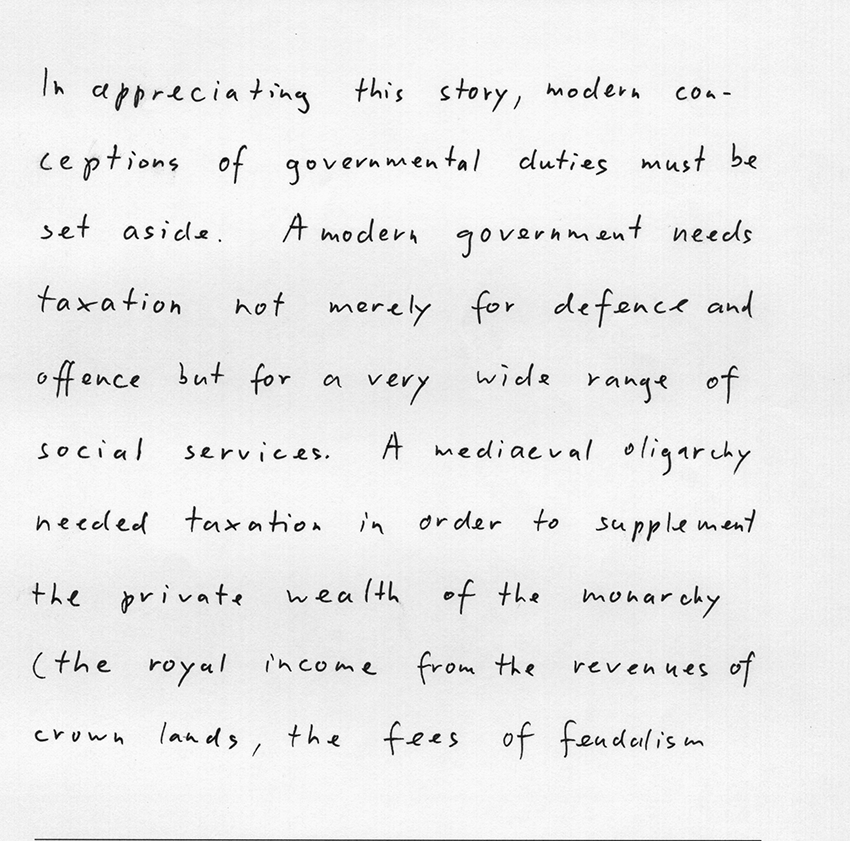 In appreciating this story, modern con-
ceptions of governmental duties must be
set aside. A modern government needs
taxation not merely for defence and
offence but for a very wide range of
social services. A mediaeval oligarchy
needed taxation in order to supplement
the private wealth of the monarchy
(the royal income from the revenues of
crown lands, the fees of feudalism